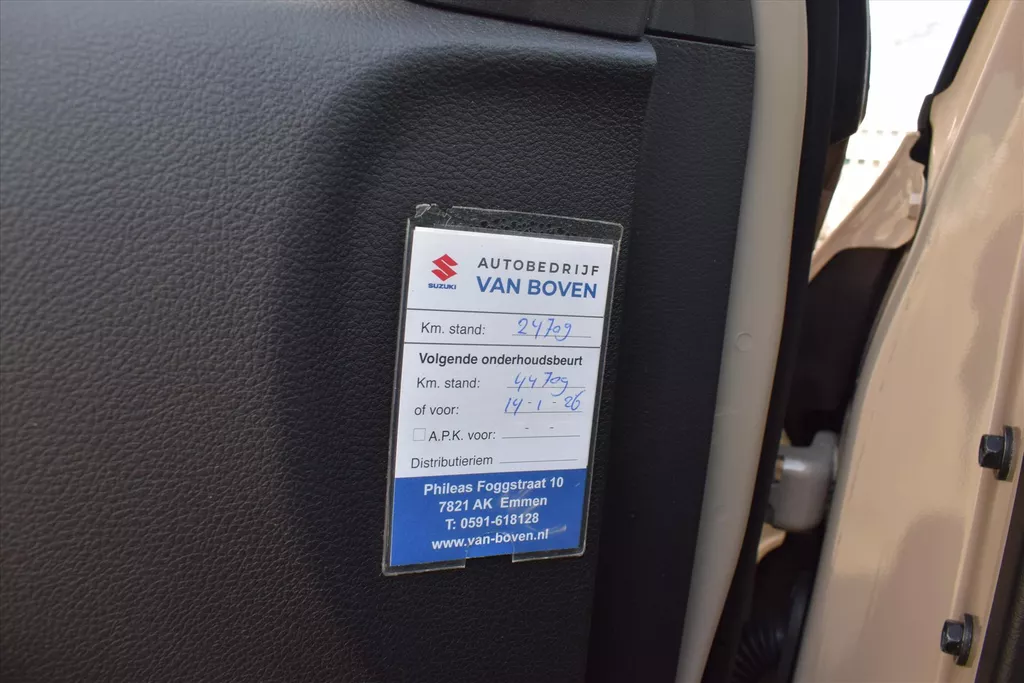 SUZUKI
AUTOBEDRIJF
VAN BOVEN
Km. stand: 24709
Volgende onderhoudsbeurt
Km. stand: 44709
of voor: 14-1-26
A.P.K. voor: - -
Distributieriem
Phileas Foggstraat 10
7821 AK Emmen
T: 0591-618128
www.van-boven.nl